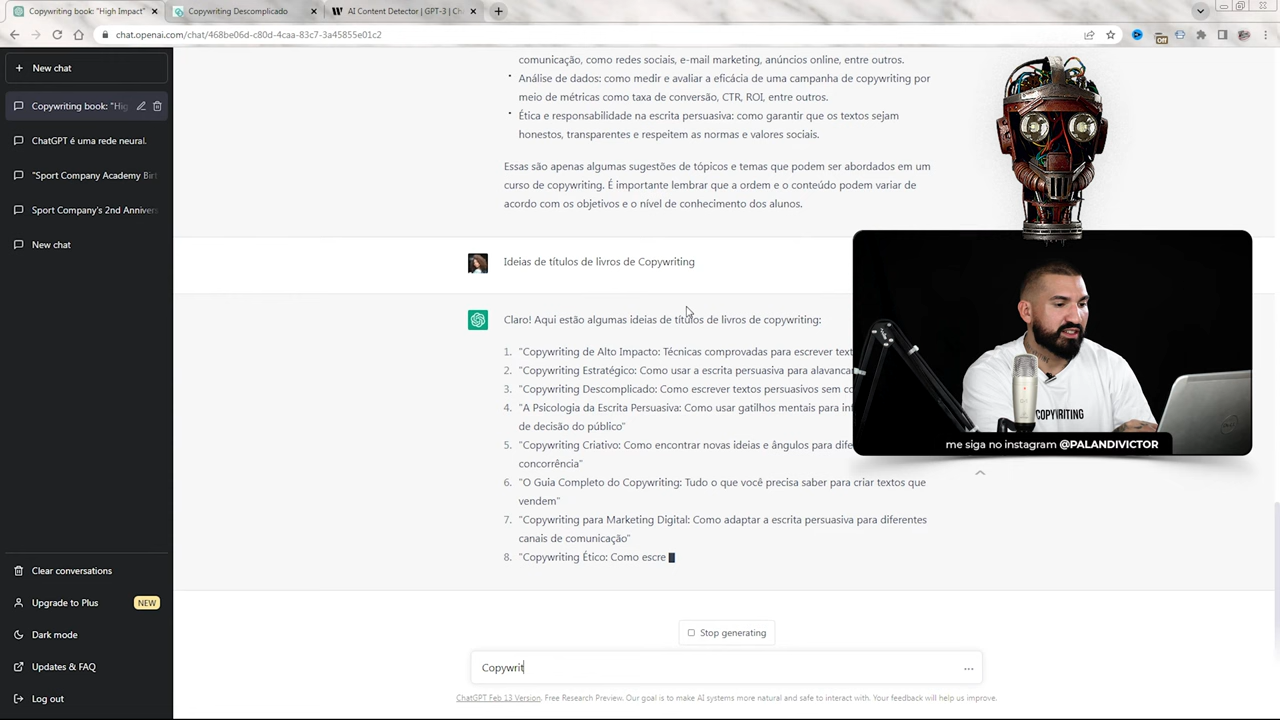 Copywriting book: "High Impact"
Copywriting Descomplicado
AI Content Detector | GPT-3 | Ch
chat.openai.com/chat/468be06d-c80d-4caa-83c7-3a45855e01c2
Off
New chat
Copywriting book: "Hig
ChatGPT é uma rede neural.
"Sport Company Academy Birt
Sport Company's 2nd Anniver
New chat
Clear conversations
Upgrade to Plus
NEW
Dark mode
Updates & FAQ
Log out
comunicação, como redes sociais, e-mail marketing, anúncios online, entre outros.
• Análise de dados: como medir e avaliar a eficácia de uma campanha de copywriting por
meio de métricas como taxa de conversão, CTR, ROI, entre outros.
• Ética e responsabilidade na escrita persuasiva: como garantir que os textos sejam
honestos, transparentes e respeitem as normas e valores sociais.
Essas são apenas algumas sugestões de tópicos e temas que podem ser abordados em um
curso de copywriting. É importante lembrar que a ordem e o conteúdo podem variar de
acordo com os objetivos e o nível de conhecimento dos alunos.
Ideias de titulos de livros de Copywriting
Claro! Aqui estão algumas ideias de títulos de livros de copywriting:
1. "Copywriting de Alto Impacto: Técnicas comprovadas para escrever text
2. "Copywriting Estratégico: Como usar a escrita persuasiva para alavancar
3. "Copywriting Descomplicado: Como escrever textos persuasivos sem co
4. "A Psicologia da Escrita Persuasiva: Como usar gatilhos mentais para inf
de decisão do público"
5. "Copywriting Criativo: Como encontrar novas ideias e ângulos para dife
concorrência"
6. "O Guia Completo do Copywriting: Tudo o que você precisa saber para criar textos que
vendem"
7. "Copywriting para Marketing Digital: Como adaptar a escrita persuasiva para diferentes
canais de comunicação"
8. "Copywriting Ético: Como escre
Stop generating
Copywrit
ChatGPT Feb 13 Version. Free Research Preview. Our goal is to make AI systems more natural and safe to interact with. Your feedback will help us improve.
COPYWRITING
me siga no instagram @PALANDIVICTOR